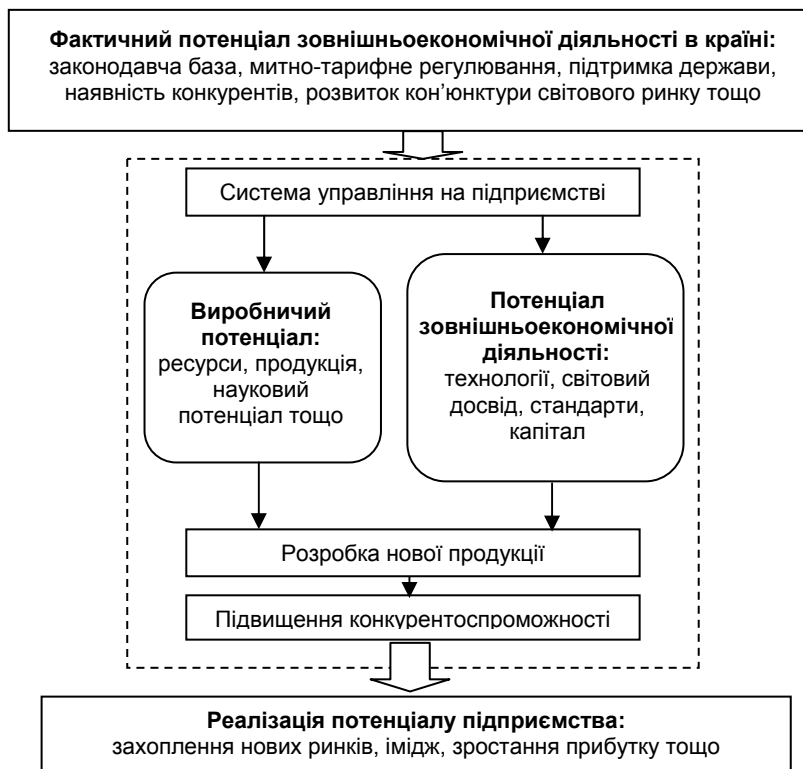 Фактичний потенціал зовнішньоекономічної діяльності в країні:
законодавча база, митно-тарифне регулювання, підтримка держави,
наявність конкурентів, розвиток кон’юнктури світового ринку тощо
Система управління на підприємстві
Виробничий
потенціал:
ресурси, продукція,
науковий
потенціал тощо
Потенціал
зовнішньоекономічної
діяльності:
технології, світовий
досвід, стандарти,
капітал
Розробка нової продукції
Підвищення конкурентоспроможності
Реалізація потенціалу підприємства:
захоплення нових ринків, імідж, зростання прибутку тощо